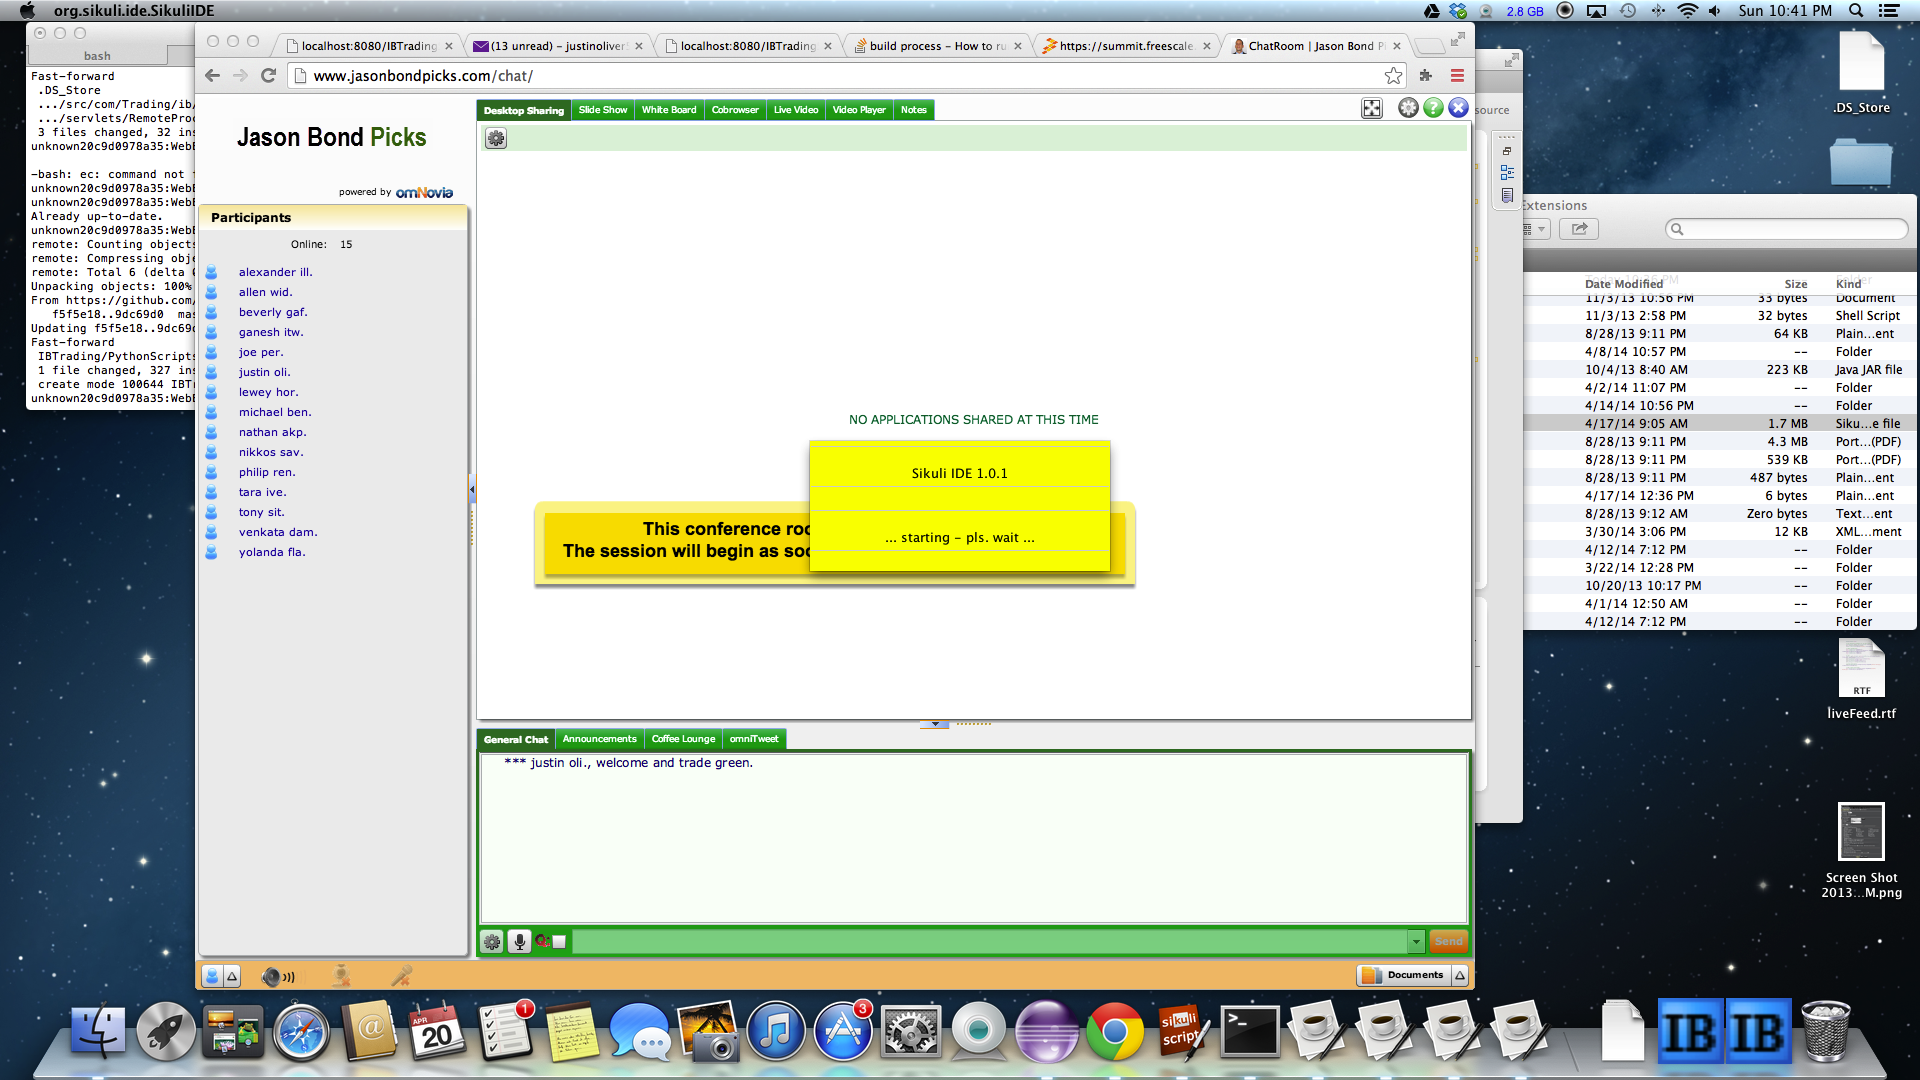 org.sikuli.ide.SikuliIDE
2.8 GB
Sun 10:41 PM
bash
Fast-forward
.DS_Store
.../src/com/Trading/ib/
.../servlets/RemotePro
3 files changed, 32 ins
unknown20c9d0978a35:Web
-bash: ec: command not
unknown20c9d0978a35:Web
unknown20c9d0978a35:Web
Already up-to-date.
unknown20c9d0978a35:Web
remote: Counting objects
remote: Compressing obj
remote: Total 6 (delta
Unpacking objects: 100%
From https://github.com/
f5f5e18..9dc69d0 mas
Updating f5f5e18..9dc69d
Fast-forward
IBTrading/PythonScripts
1 file changed, 327 ins
create mode 100644 IBTr
unknown20c9d0978a35:Web
localhost:8080/IBTrading
(13 unread) - justinoliver
localhost:8080/IBTrading
build process - How to ru
https://summit.freescale.
ChatRoom | Jason Bond P
www.jasonbondpicks.com/chat/
Jason Bond Picks
powered by omNovia
Participants
Online: 15
alexander ill.
allen wid.
beverly gaf.
ganesh itw.
joe per.
justin oli.
lewey hor.
michael ben.
nathan akp.
nikkos sav.
philip ren.
tara ive.
tony sit.
venkata dam.
yolanda fla.
Desktop Sharing
Slide Show
White Board
Cobrowser
Live Video
Video Player
Notes
NO APPLICATIONS SHARED AT THIS TIME
This conference roo
The session will begin as soo
Sikuli IDE 1.0.1
... starting - pls. wait ...
General Chat
Announcements
Coffee Lounge
omniTweet
*** justin oli., welcome and trade green.
Send
Documents
ource
Extensions
Date Modified Size Kind
11/3/13 10:56 PM 33 bytes Document
11/3/13 2:58 PM 32 bytes Shell Script
8/28/13 9:11 PM 64 KB Plain...ent
4/8/14 10:57 PM -- Folder
10/4/13 8:40 AM 223 KB Java JAR file
4/2/14 11:07 PM -- Folder
4/14/14 10:56 PM -- Folder
4/17/14 9:05 AM 1.7 MB Siku...e file
8/28/13 9:11 PM 4.3 MB Port...(PDF)
8/28/13 9:11 PM 539 KB Port...(PDF)
8/28/13 9:11 PM 487 bytes Plain...ent
4/17/14 12:36 PM 6 bytes Plain...ent
8/28/13 9:12 AM Zero bytes Text...ent
3/30/14 3:06 PM 12 KB XML...ment
4/12/14 7:12 PM -- Folder
3/22/14 12:28 PM -- Folder
10/20/13 10:17 PM -- Folder
4/1/14 12:50 AM -- Folder
4/12/14 7:12 PM -- Folder
.DS_Store
RTF
liveFeed.rtf
Screen Shot
2013...M.png
APR
20
1
3
sikuli
script
IB
IB